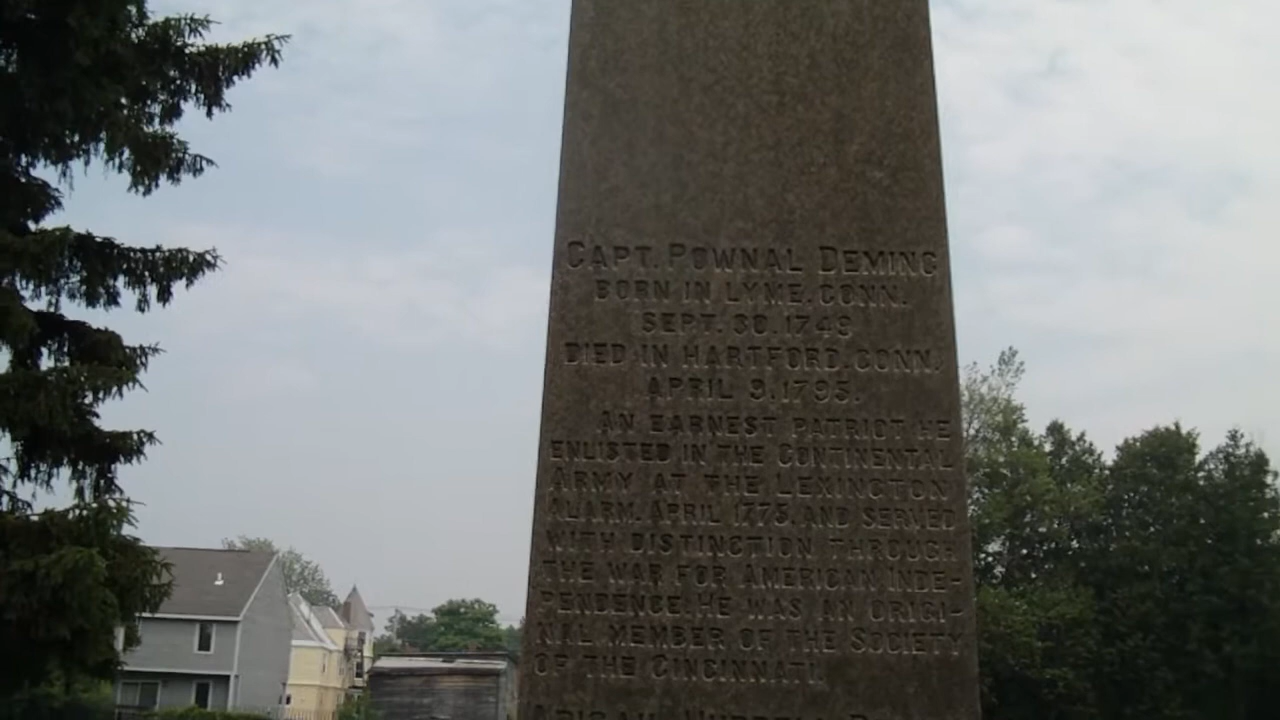 CAPT. POWNAL DEMING
BORN IN LYME, CONN.
SEPT. 30, 1749
DIED IN HARTFORD, CONN.
APRIL 9, 1795.
AN EARNEST PATRIOT HE
ENLISTED IN THE CONTINENTAL
ARMY AT THE LEXINGTON
ALARM, APRIL 1775, AND SERVED
WITH DISTINCTION THROUGH
THE WAR FOR AMERICAN INDE-
PENDENCE. HE WAS AN ORIGI-
NAL MEMBER OF THE SOCIETY
OF THE CINCINNATI.
ABIGAIL